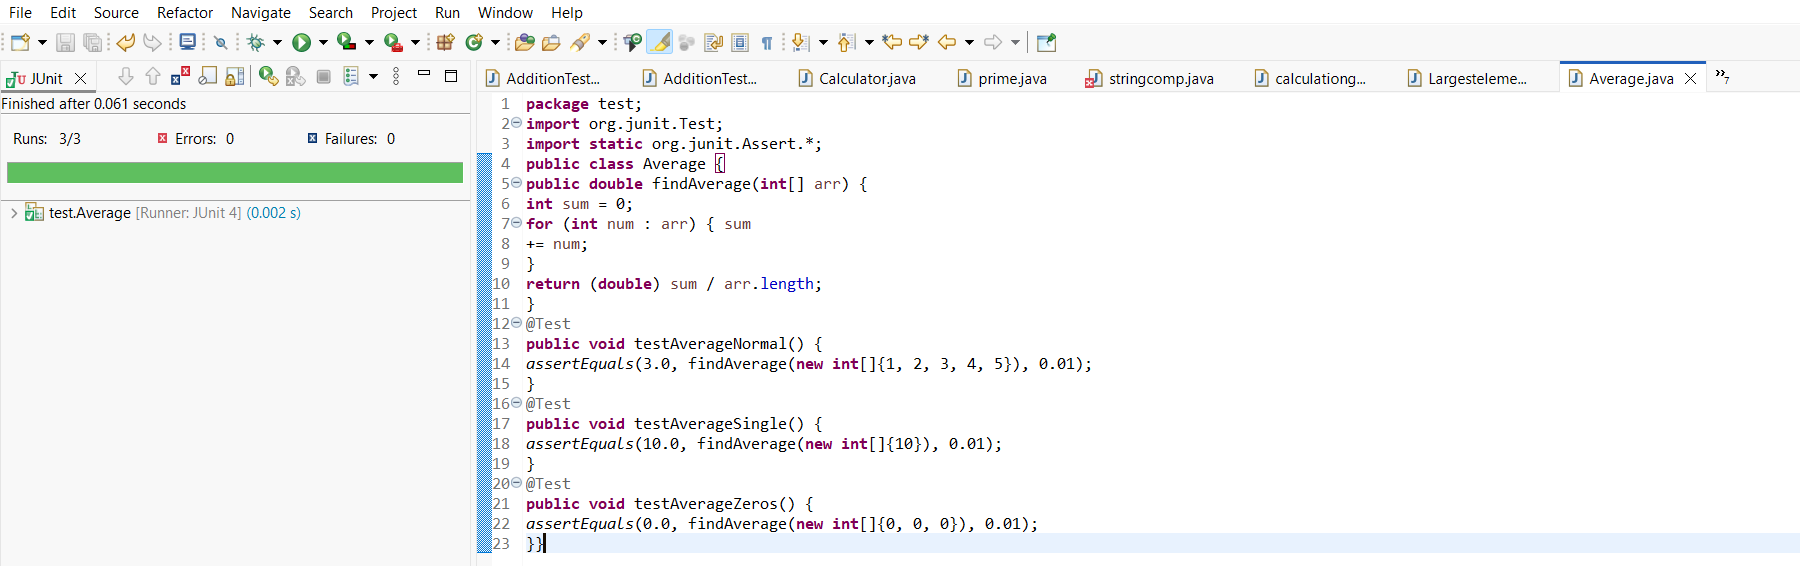 File Edit Source Refactor Navigate Search Project Run Window Help
JUnit
AdditionTest... AdditionTest... Calculator.java prime.java stringcomp.java calculationg... Largesteleme... Average.java »7
Finished after 0.061 seconds
Runs: 3/3 Errors: 0 Failures: 0
test.Average [Runner: JUnit 4] (0.002 s)
1 package test;
2 import org.junit.Test;
3 import static org.junit.Assert.*;
4 public class Average {
5 public double findAverage(int[] arr) {
6 int sum = 0;
7 for (int num : arr) { sum
8 += num;
9 }
10 return (double) sum / arr.length;
11 }
12 @Test
13 public void testAverageNormal() {
14 assertEquals(3.0, findAverage(new int[]{1, 2, 3, 4, 5}), 0.01);
15 }
16 @Test
17 public void testAverageSingle() {
18 assertEquals(10.0, findAverage(new int[]{10}), 0.01);
19 }
20 @Test
21 public void testAverageZeros() {
22 assertEquals(0.0, findAverage(new int[]{0, 0, 0}), 0.01);
23 }}